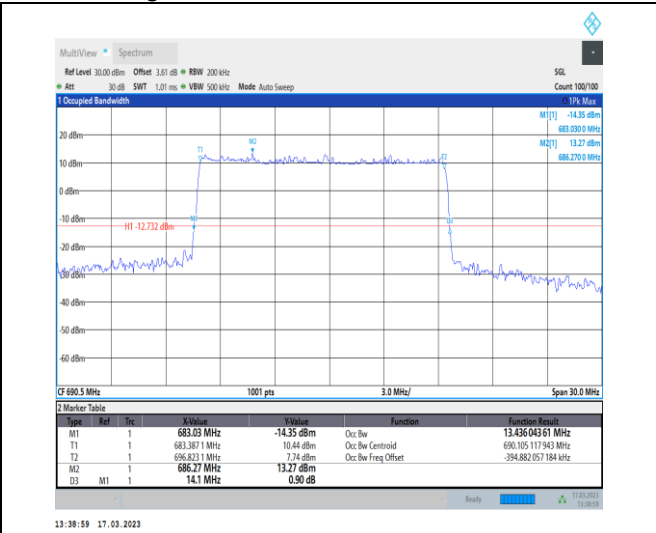 MultiView Spectrum
Ref Level 30.00 dBm Offset 3.61 dB RBW 200 kHz SGL
Att 30 dB SWT 1.01 ms VBW 500 kHz Mode Auto Sweep Count 100/100
1 Occupied Bandwidth 1Pk Max
M1[1] -14.35 dBm
683.030 0 MHz
M2[1] 13.27 dBm
686.270 0 MHz
20 dBm
M2
T1
T2
10 dBm
0 dBm
-10 dBm
M1
H1 -12.732 dBm
-20 dBm
-30 dBm
-40 dBm
-50 dBm
-60 dBm
CF 690.5 MHz 1001 pts 3.0 MHz/ Span 30.0 MHz
2 Marker Table
Type Ref Trc X-Value Y-Value Function Function Result
M1 1 683.03 MHz -14.35 dBm Occ Bw 13.436 043 61 MHz
T1 1 683.387 1 MHz 10,44 dBm Occ Bw Centroid 690.105 117 943 MHz
T2 1 696.823 1 MHz 7.74 dBm Occ Bw Freq Offset -394.882 057 184 kHz
M2 1 686.27 MHz 13.27 dBm
D3 M1 1 14.1 MHz 0.90 dB
Ready 17.03.2023
13:38:59
13:38:59 17.03.2023